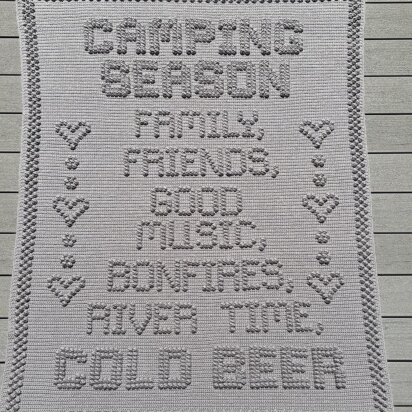 CAMPING
SEASON
FAMILY,
FRIENDS,
GOOD
MUSIC,
BONFIRES,
RIVER TIME,
COLD BEER